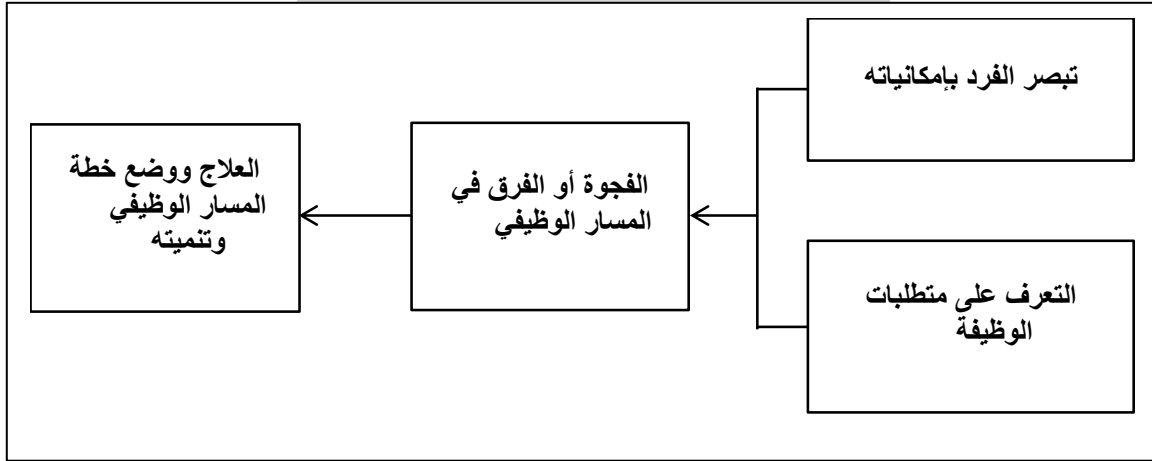 تبصر الفرد بإمكانياته
التعرف على متطلبات
الوظيفة
الفجوة أو الفرق في
المسار الوظيفي
العلاج ووضع خطة
المسار الوظيفي
وتنميته